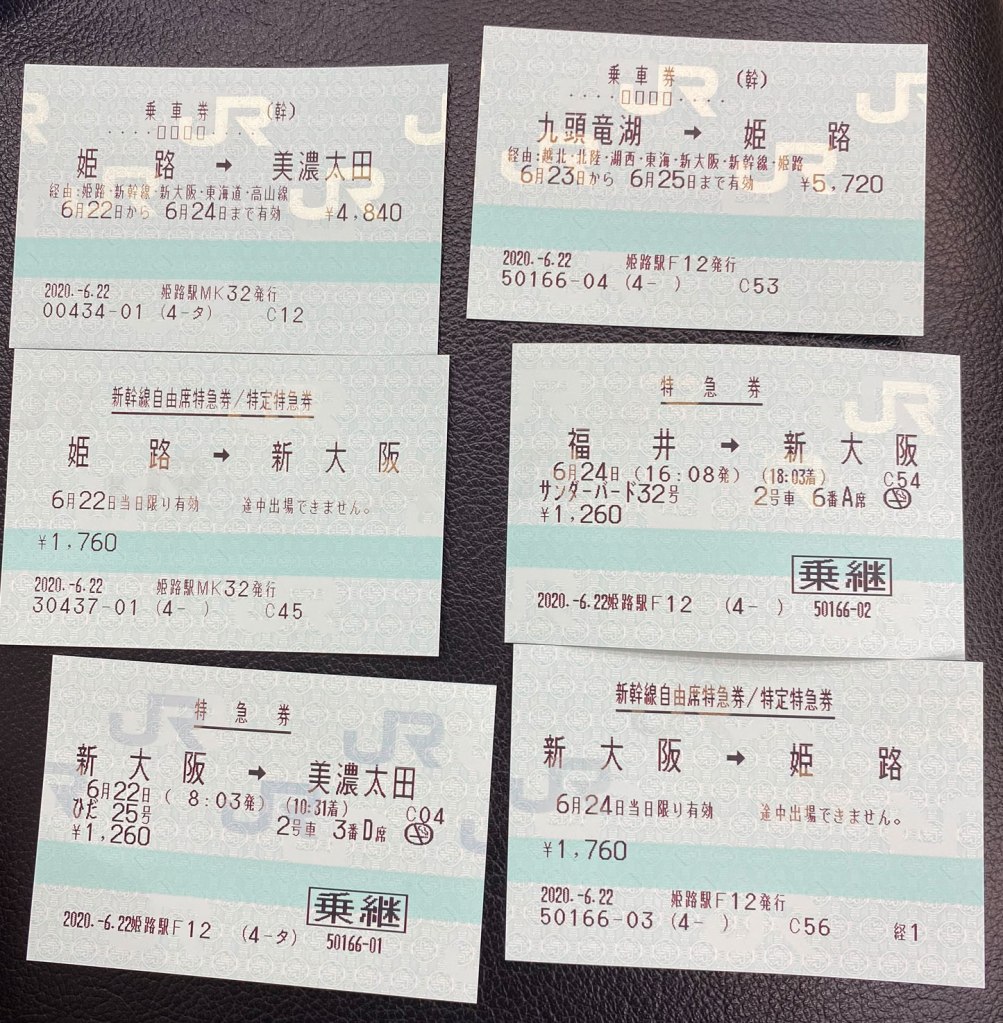 乗車券 (幹)
····□□□□····
姫路 → 美濃太田
経由:姫路·新幹線·新大阪·東海道·高山線
6月22日から 6月24日まで有効 ¥4,840
2020.-6.22 姫路駅MK32発行
00434-01 (4-タ) C12
乗車券 (幹)
····□□□□····
九頭竜湖 → 姫路
経由:越北·北陸·湖西·東海·新大阪·新幹線·姫路
6月23日から 6月25日まで有効 ¥5,720
2020.-6.22 姫路駅F12発行
50166-04 (4- ) C53
新幹線自由席特急券/特定特急券
姫路 → 新大阪
6月22日当日限り有効 途中出場できません。
¥1,760
2020.-6.22 姫路駅MK32発行
30437-01 (4- ) C45
特急券
福井 → 新大阪
6月24日 (16:08発) (18:03着) C54
サンダーバード32号 2号車 6番A席
¥1,260
乗継
2020.-6.22姫路駅F12 (4- ) 50166-02
特急券
新大阪 → 美濃太田
6月22日 ( 8:03発) (10:31着) C04
ひだ 25号 2号車 3番D席
¥1,260
乗継
2020.-6.22姫路駅F12 (4-タ) 50166-01
新幹線自由席特急券/特定特急券
新大阪 → 姫路
6月24日当日限り有効 途中出場できません。
¥1,760
2020.-6.22 姫路駅F12発行
50166-03 (4- ) C56 経1